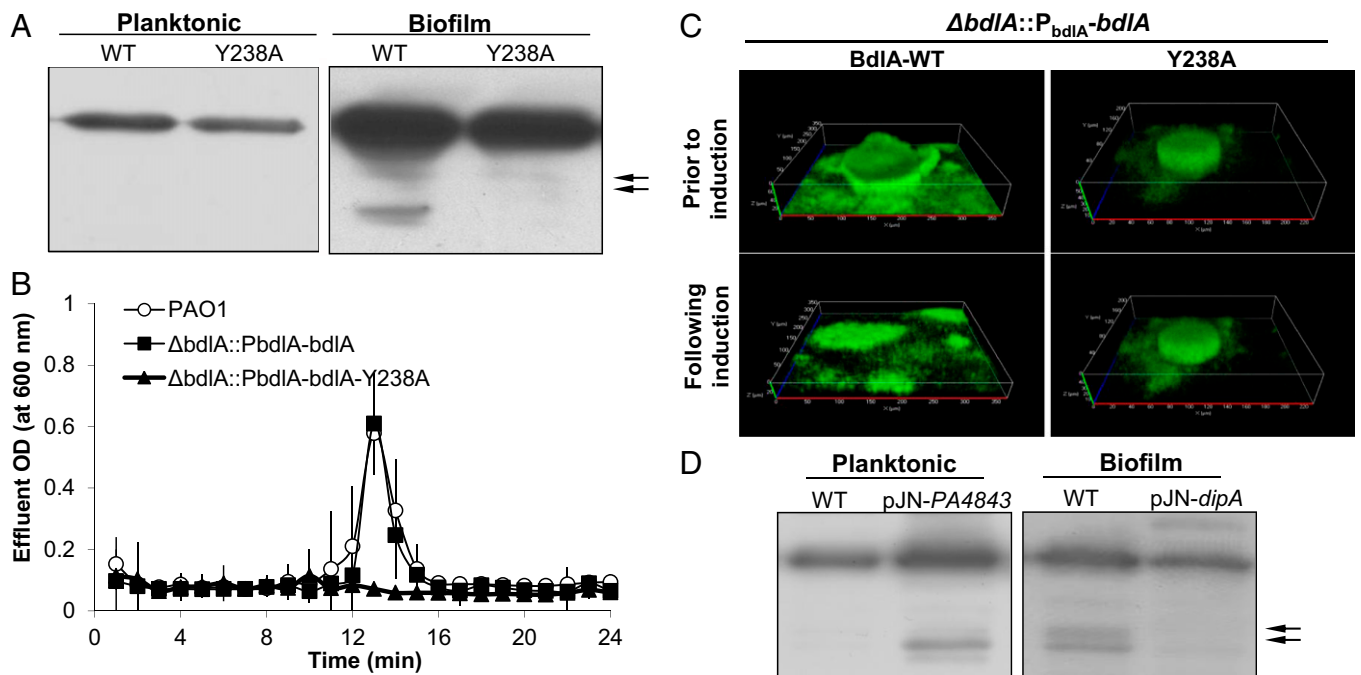 A
Planktonic
Biofilm
WT Y238A
WT Y238A
B
Effluent OD (at 600 nm)
1
0.8
0.6
0.4
0.2
0
PAO1
ΔbdlA::PbdlA-bdlA
ΔbdlA::PbdlA-bdlA-Y238A
0 4 8 12 16 20 24
Time (min)
C
ΔbdlA::PbdlA-bdlA
BdlA-WT
Y238A
Prior to
induction
Following
induction
D
Planktonic
Biofilm
WT pJN-PA4843
WT pJN-dipA